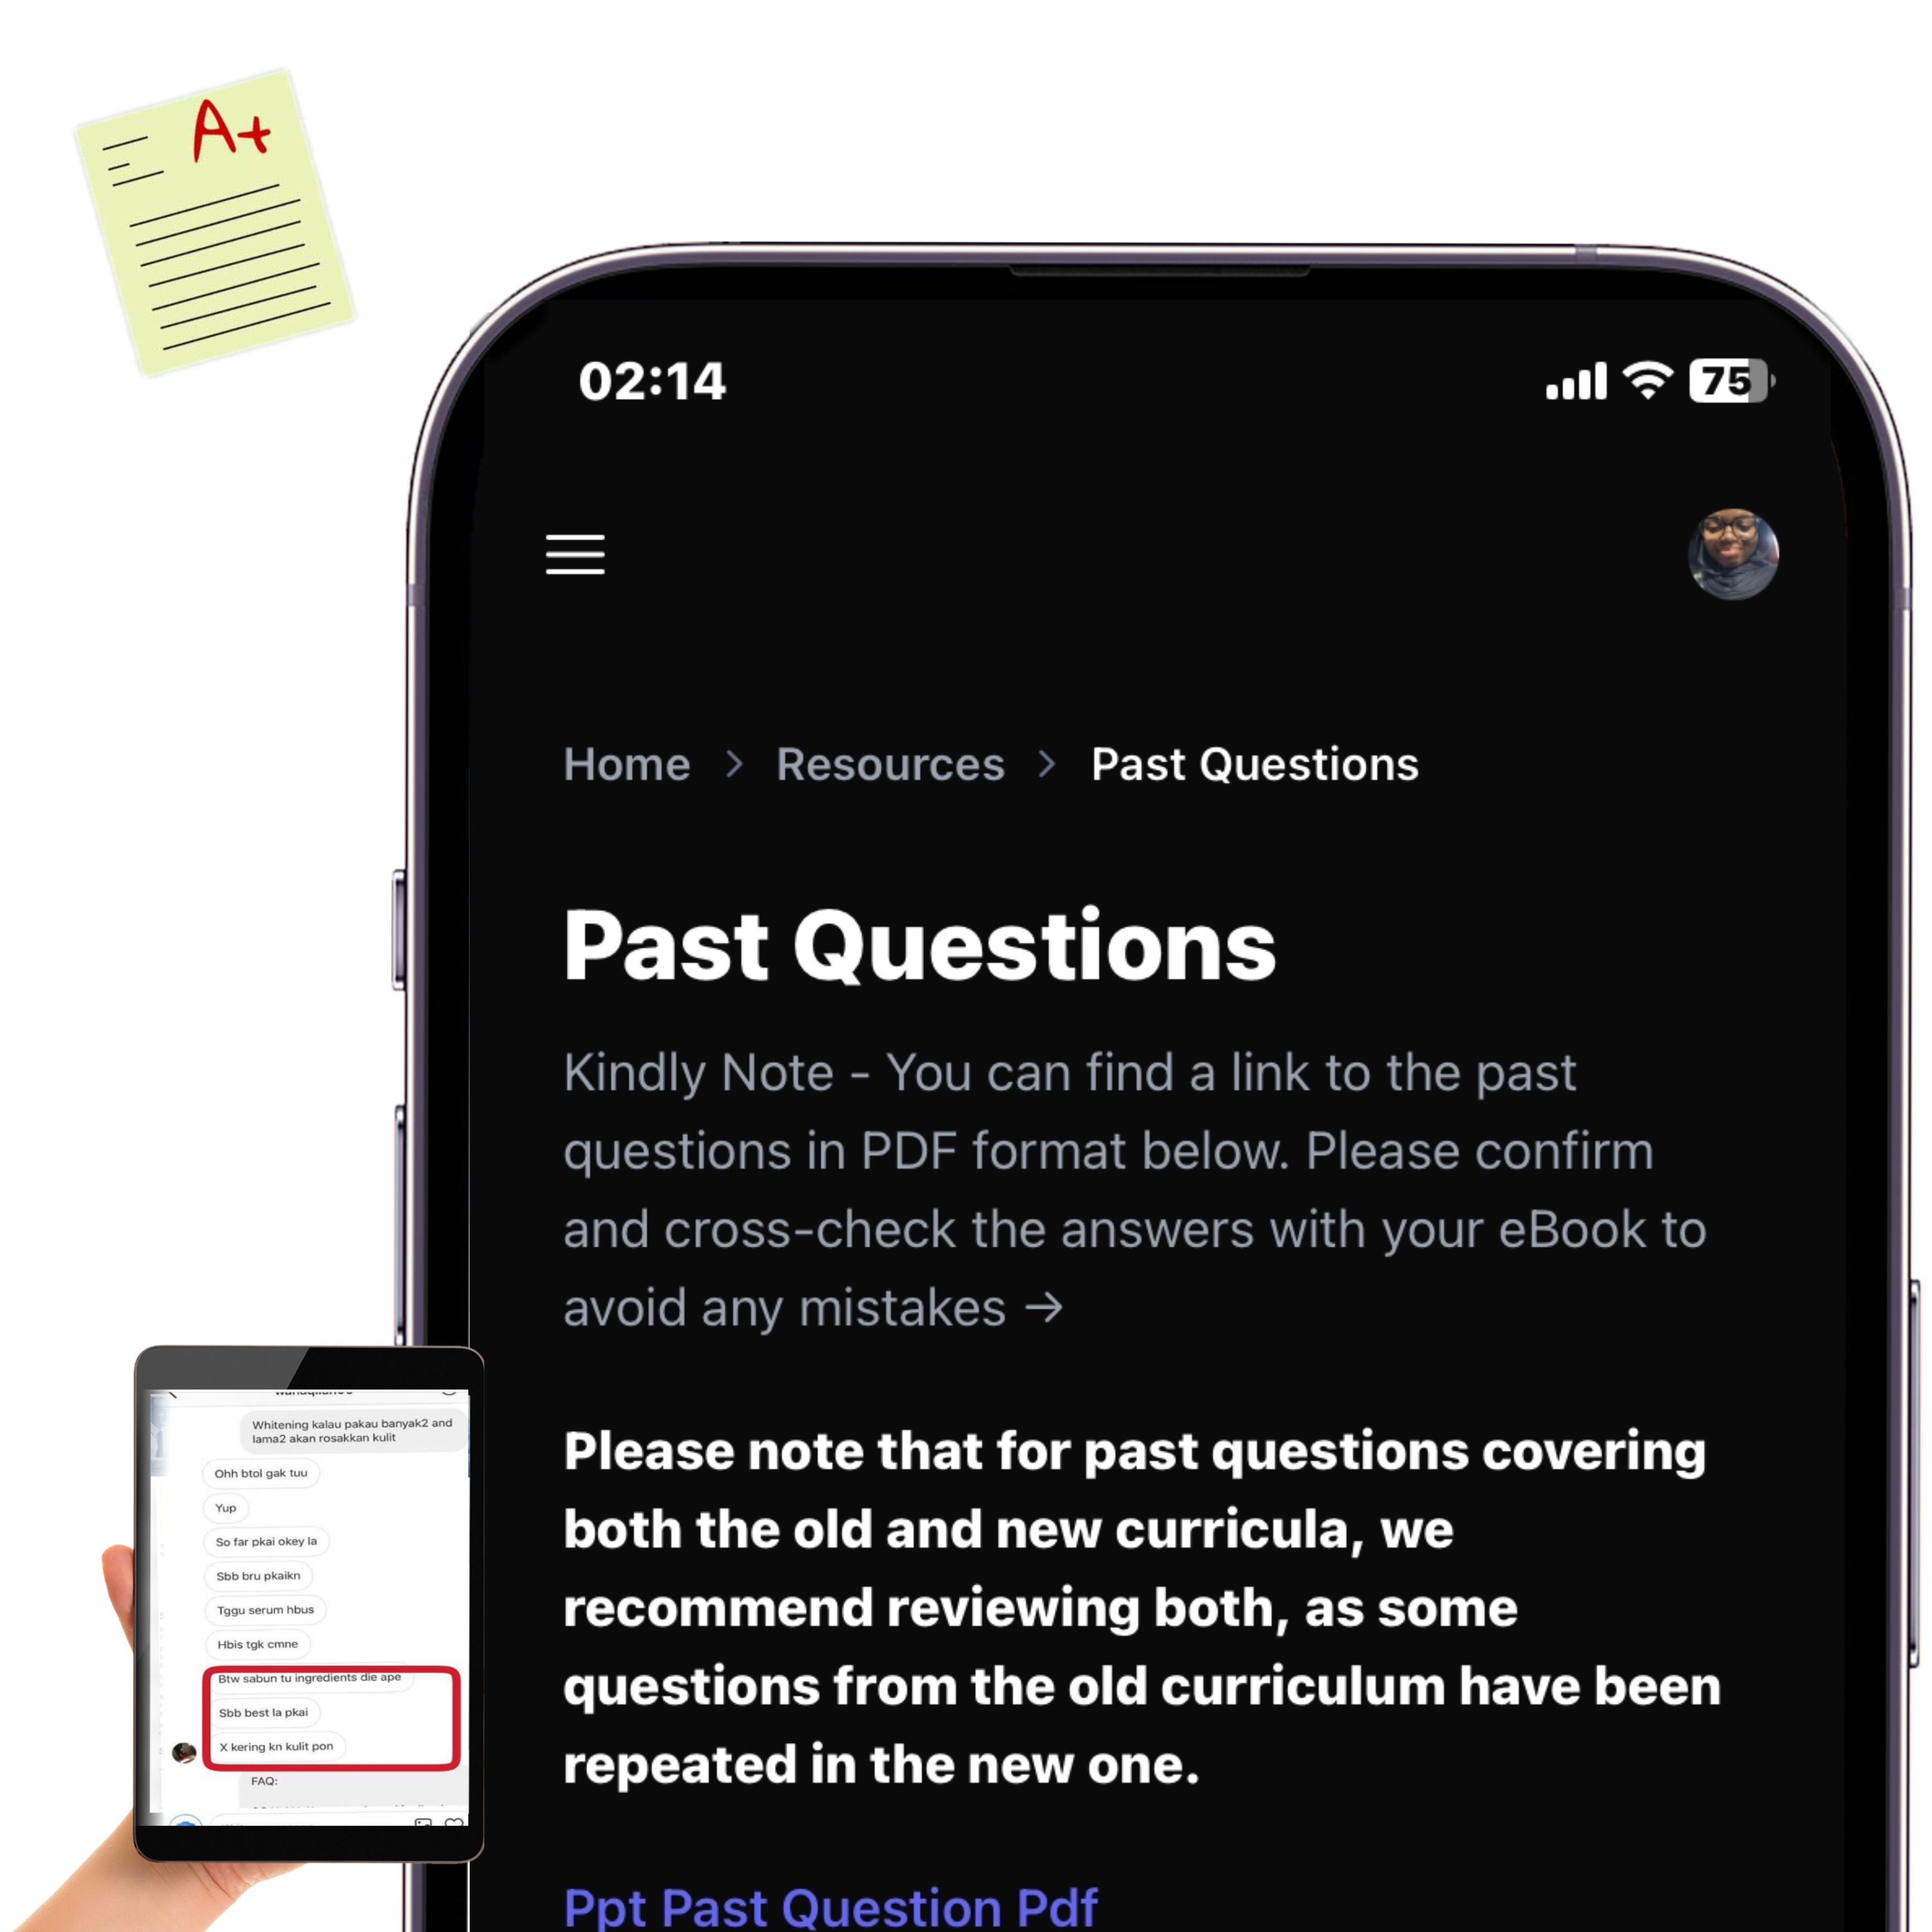 A+
02:14
75
Home > Resources > Past Questions
Past Questions
Kindly Note - You can find a link to the past
questions in PDF format below. Please confirm
and cross-check the answers with your eBook to
avoid any mistakes →
Please note that for past questions covering
both the old and new curricula, we
recommend reviewing both, as some
questions from the old curriculum have been
repeated in the new one.
Ppt Past Question Pdf
Whitening kalau pakau banyak2 and
lama2 akan rosakkan kulit
Ohh btol gak tuu
Yup
So far pkai okey la
Sbb bru pkaikn
Tggu serum hbus
Hbis tgk cmne
Btw sabun tu ingredients die ape
Sbb best la pkai
X kering kn kulit pon
FAQ: